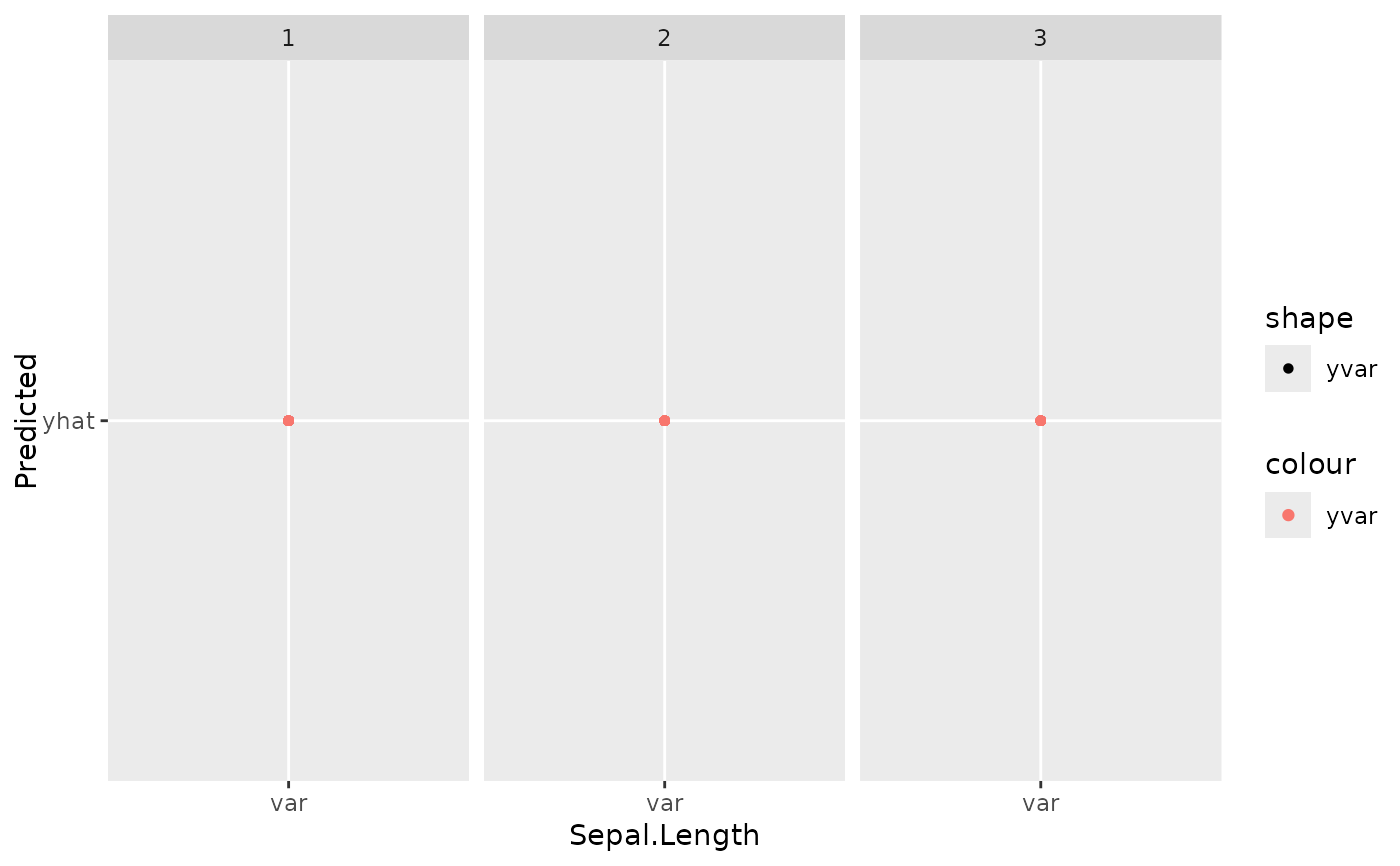 1 2 3
Predicted
yhat
var var var
Sepal.Length
shape
yvar
colour
yvar